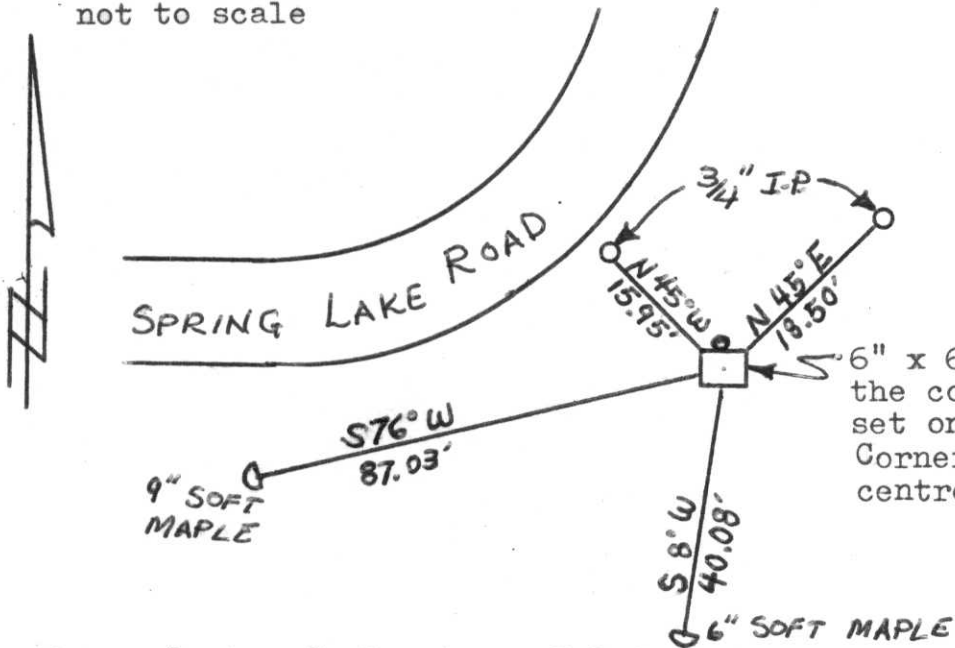 not to scale
3/4" I.P
SPRING LAKE ROAD
N 45° W
15.95'
N 45° E
18.50'
6" x 6
the co
set on
Corner
centre
S 76° W
87.03'
9" SOFT
MAPLE
S 8° W
40.08'
6" SOFT MAPLE